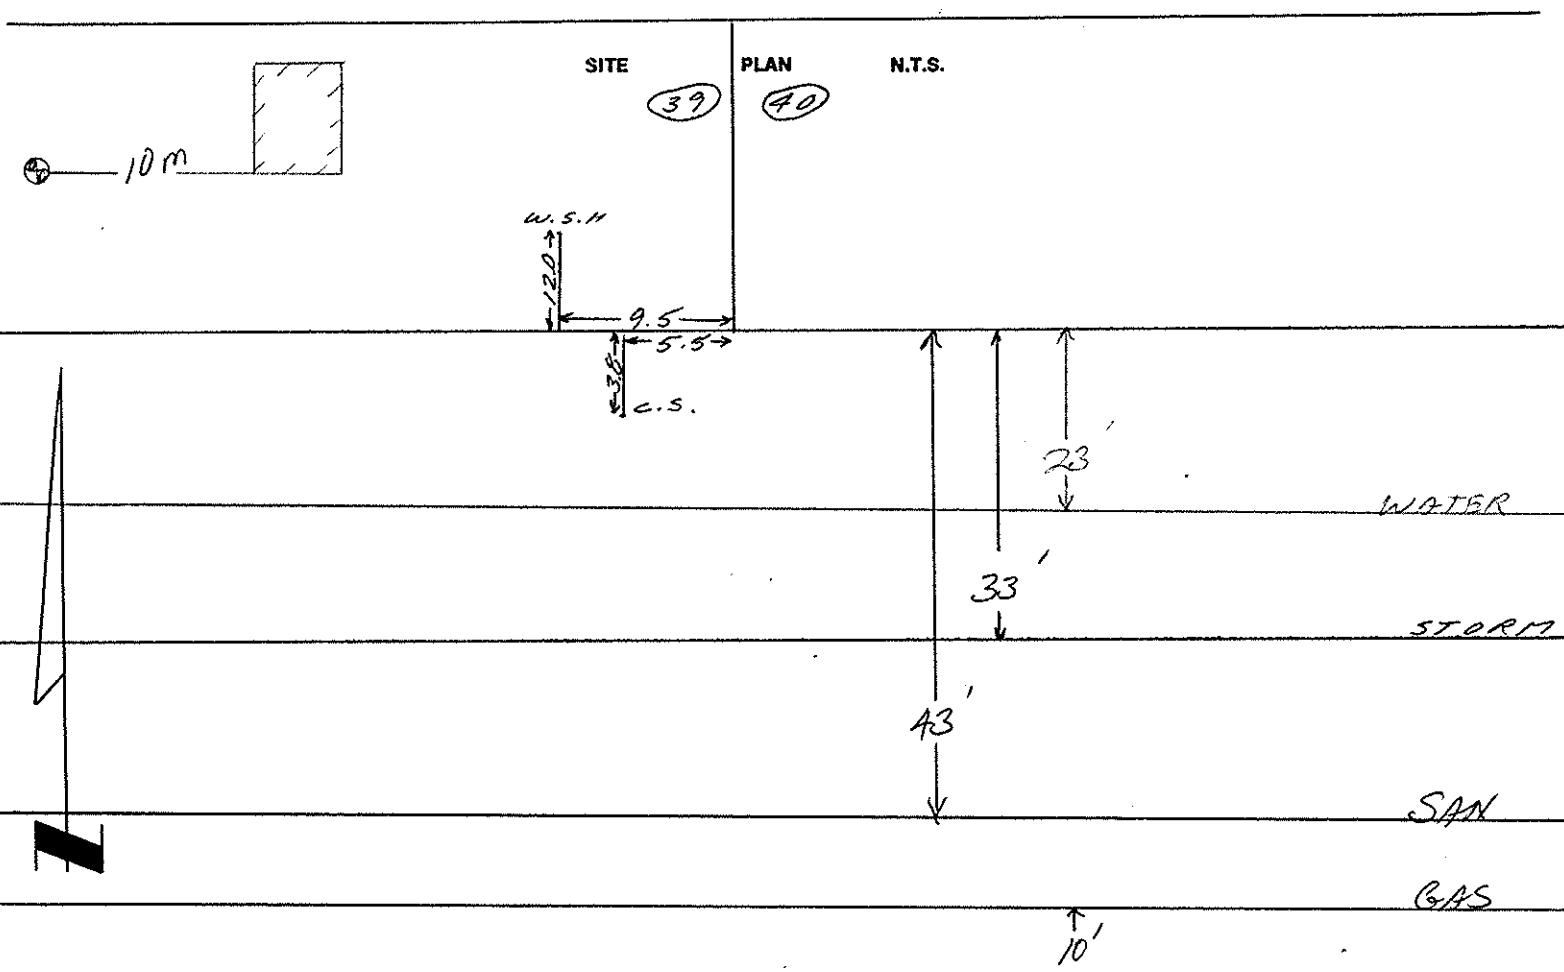 SITE PLAN N.T.S.
39 40
10 m
W.S.H
12.0
9.5
5.5
3.8
C.S.
23'
WATER
33'
STORM
43'
SAN
GAS
10'